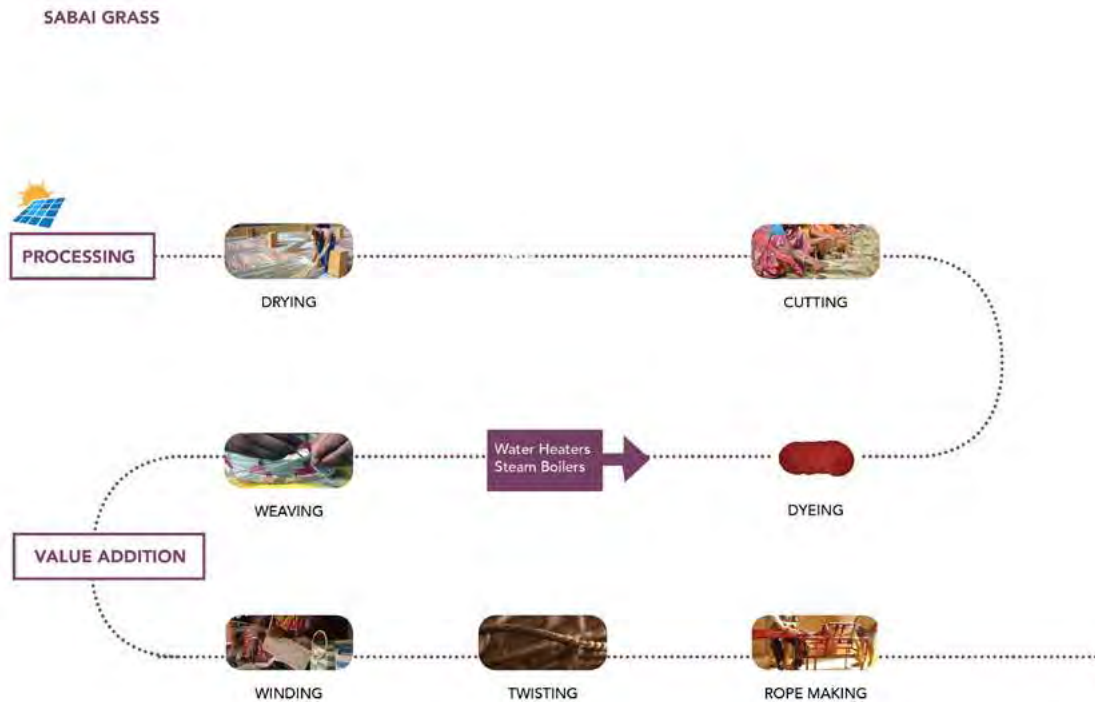 SABAI GRASS
PROCESSING
DRYING
CUTTING
WEAVING
Water Heaters
Steam Boilers
DYEING
VALUE ADDITION
WINDING
TWISTING
ROPE MAKING